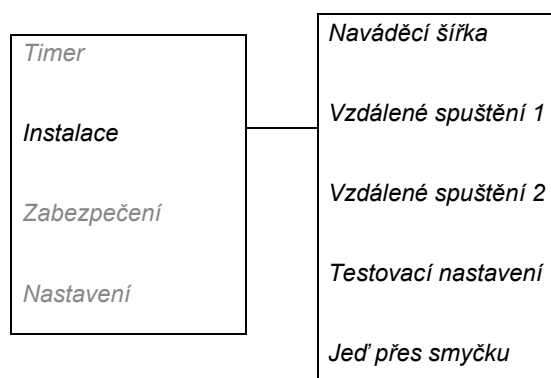 Timer
Instalace
Zabezpečení
Nastavení
Naváděcí šířka
Vzdálené spuštění 1
Vzdálené spuštění 2
Testovací nastavení
Jeď přes smyčku